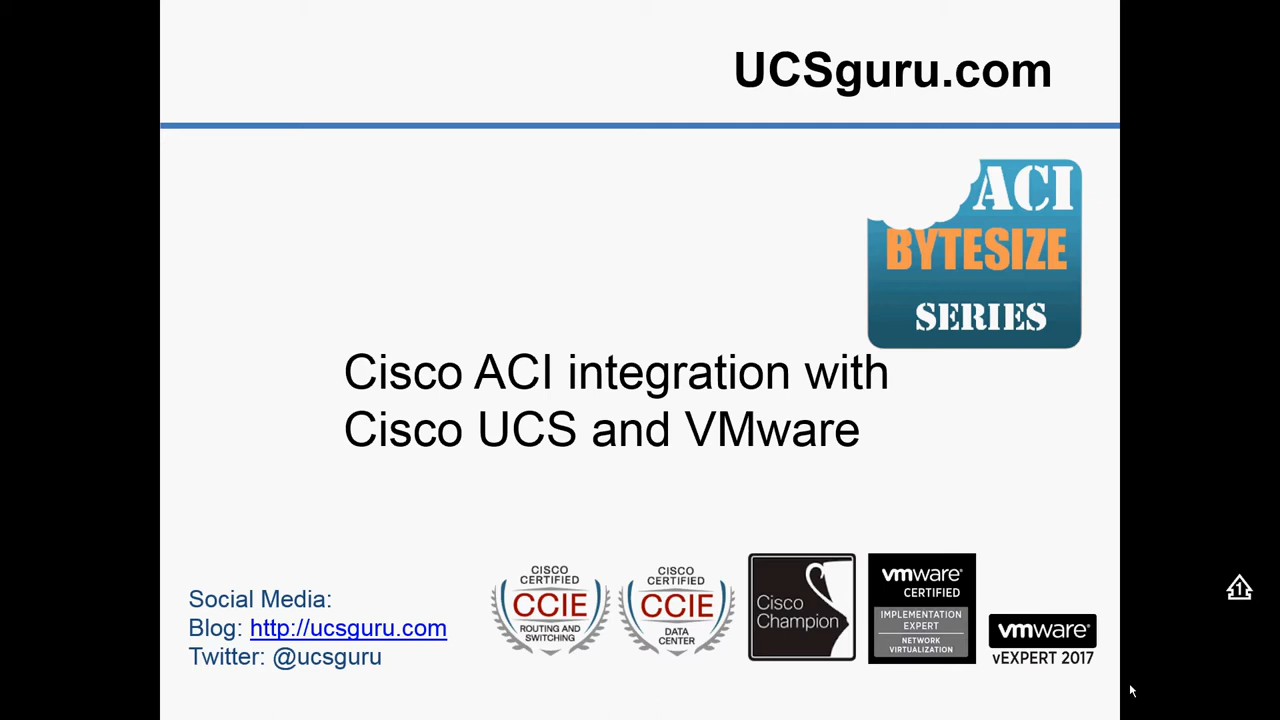 UCSguru.com
ACI
BYTESIZE
SERIES
Cisco ACI integration with
Cisco UCS and VMware
Social Media:
Blog: http://ucsguru.com
Twitter: @ucsguru
CISCO
CERTIFIED
CCIE
ROUTING AND
SWITCHING
CISCO
CERTIFIED
CCIE
DATA
CENTER
Cisco
Champion
vmware®
CERTIFIED
IMPLEMENTATION
EXPERT
NETWORK
VIRTUALIZATION
vmware®
vEXPERT 2017
1